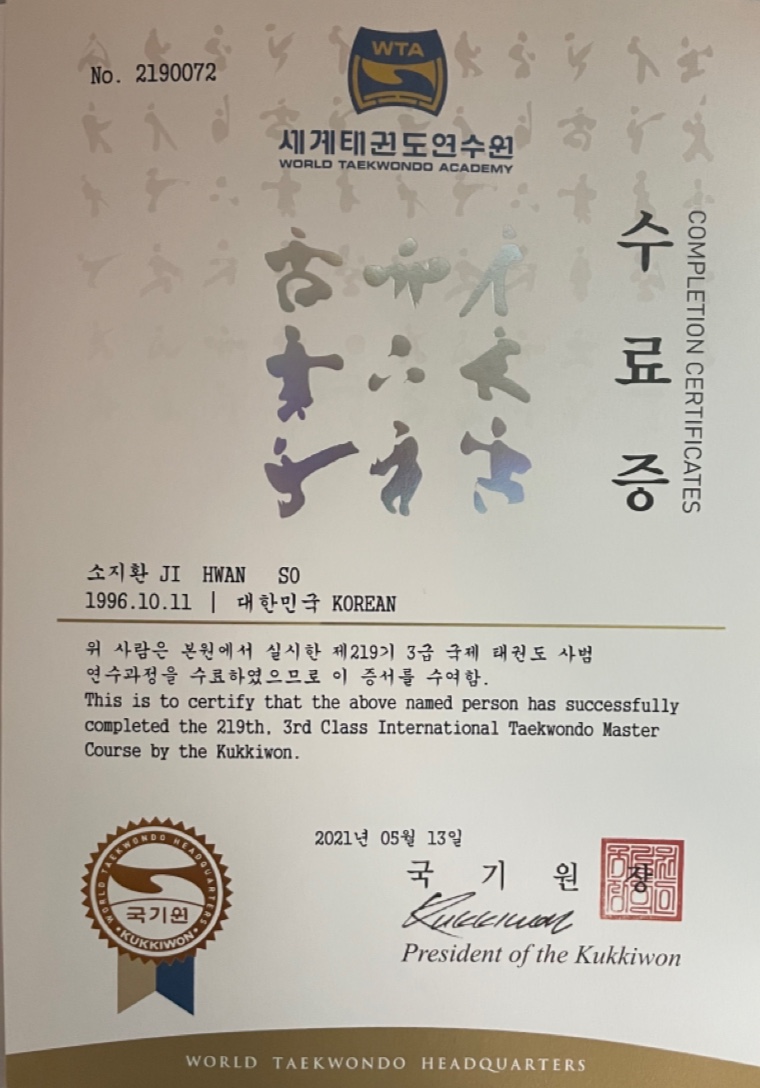 No. 2190072
WTA
세계태권도연수원
WORLD TAEKWONDO ACADEMY
수료증
COMPLETION CERTIFICATES
소지환 JI HWAN SO
1996.10.11 | 대한민국 KOREAN
위 사람은 본원에서 실시한 제219기 3급 국제 태권도 사범
연수과정을 수료하였으므로 이 증서를 수여함.
This is to certify that the above named person has successfully
completed the 219th, 3rd Class International Taekwondo Master
Course by the Kukkiwon.
2021년 05월 13일
국 기 원 장
Kukkiwon
President of the Kukkiwon
WORLD TAEKWONDO HEADQUARTERS
국기원
KUKKIWON
WORLD TAEKWONDO HEADQUARTERS